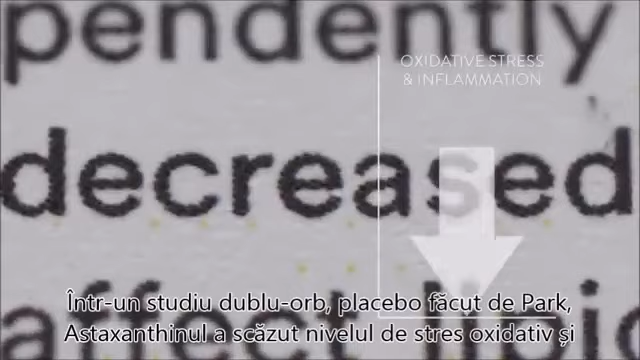 pendently
OXIDATIVE STRESS
& INFLAMMATION
decreased
affect
Într-un studiu dublu-orb, placebo făcut de Park,
Astaxanthinul a scăzut nivelul de stres oxidativ și